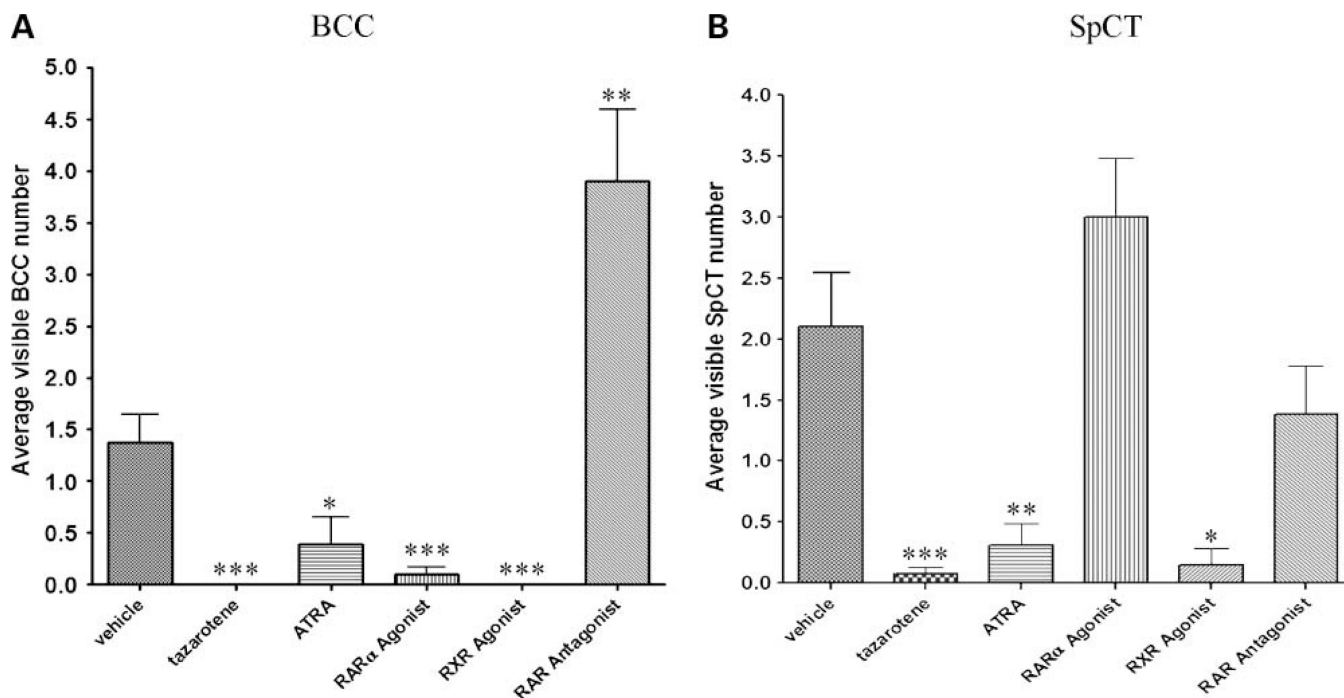 A
BCC
Average visible BCC number
5.0
4.5
4.0
3.5
3.0
2.5
2.0
1.5
1.0
0.5
0.0
***
*
***
***
**
vehicle
tazarotene
ATRA
RARα Agonist
RXR Agonist
RAR Antagonist
B
SpCT
Average visible SpCT number
4.0
3.5
3.0
2.5
2.0
1.5
1.0
0.5
0.0
***
**
*
vehicle
tazarotene
ATRA
RARα Agonist
RXR Agonist
RAR Antagonist